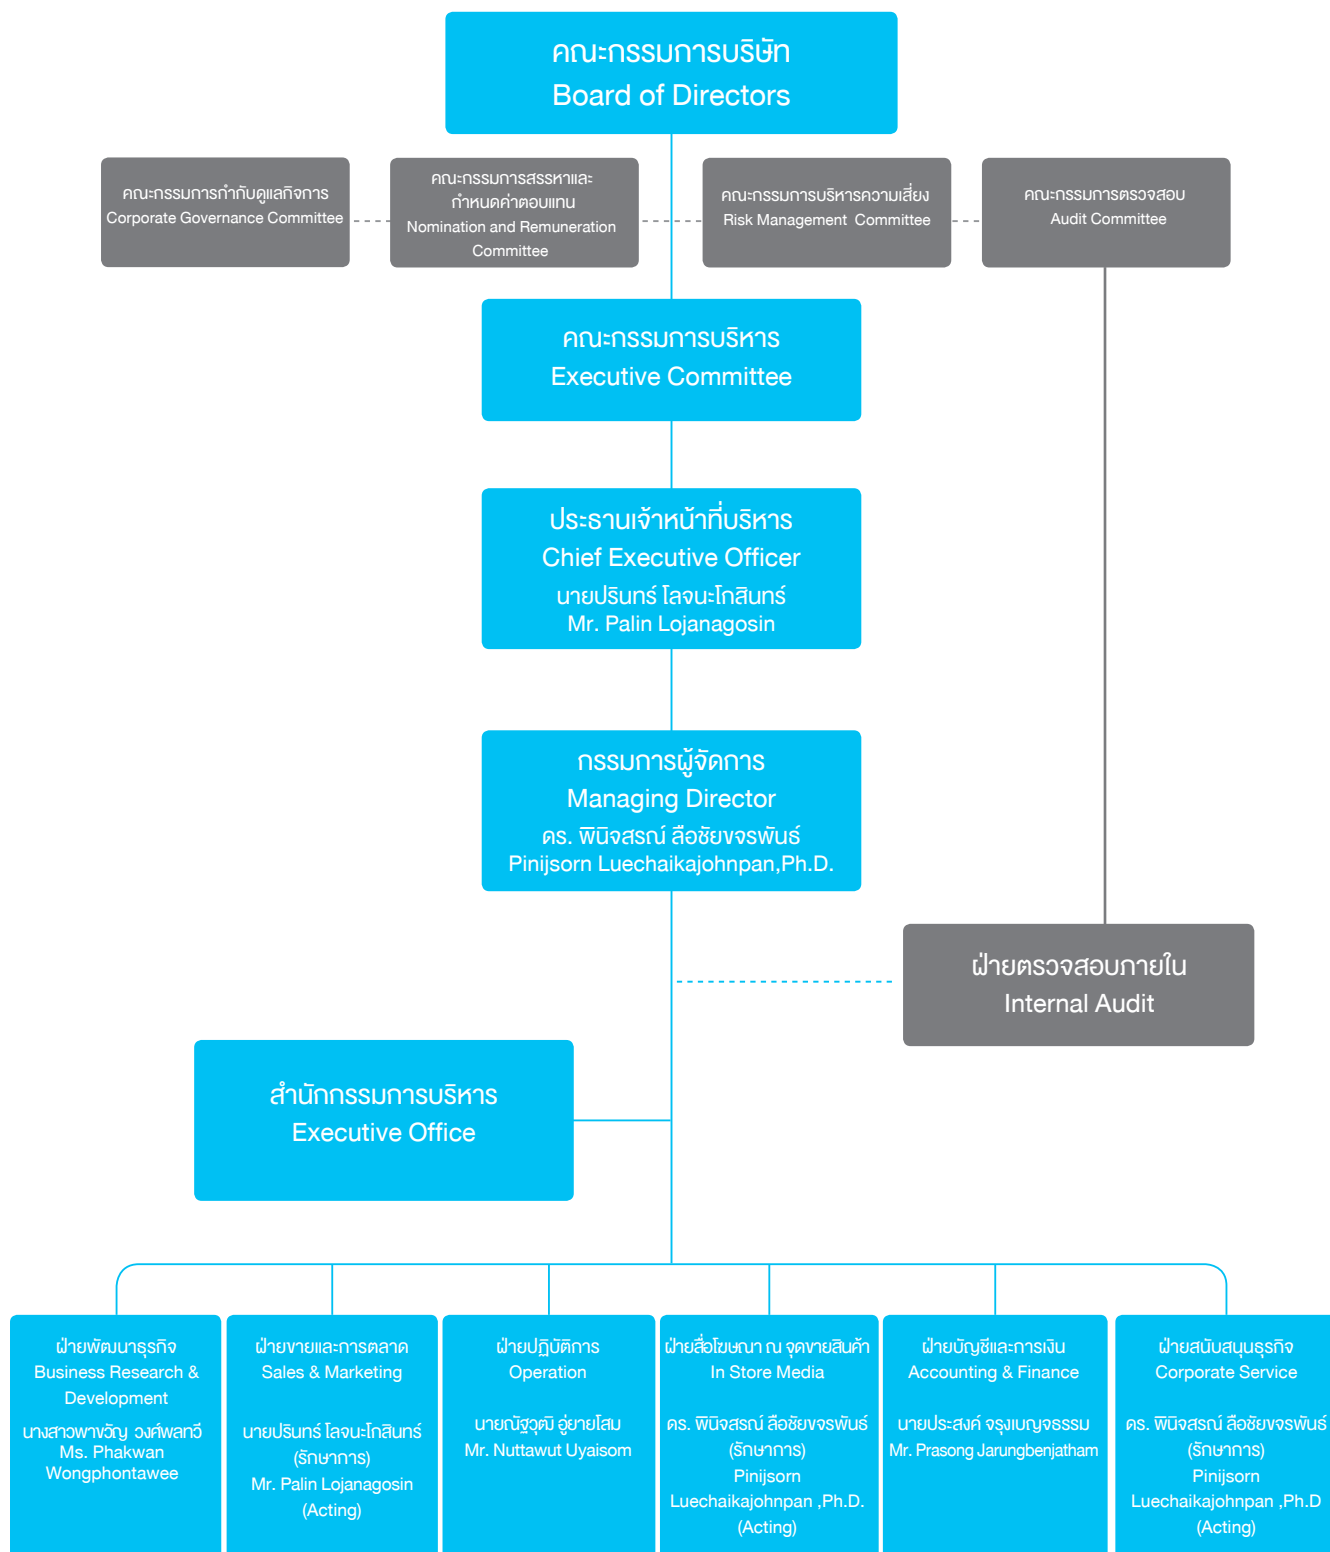 คณะกรรมการบริษัท
Board of Directors
คณะกรรมการกำกับดูแลกิจการ
Corporate Governance Committee
คณะกรรมการสรรหาและ
กำหนดค่าตอบแทน
Nomination and Remuneration
Committee
คณะกรรมการบริหารความเสี่ยง
Risk Management Committee
คณะกรรมการตรวจสอบ
Audit Committee
คณะกรรมการบริหาร
Executive Committee
ประธานเจ้าหน้าที่บริหาร
Chief Executive Officer
นายปรินทร์ โลจนะโกสินทร์
Mr. Palin Lojanagosin
กรรมการผู้จัดการ
Managing Director
ดร. พินิจสรณ์ ลือชัยขจรพันธ์
Pinijsorn Luechaikajohnpan,Ph.D.
ฝ่ายตรวจสอบภายใน
Internal Audit
สำนักกรรมการบริหาร
Executive Office
ฝ่ายพัฒนาธุรกิจ
Business Research &
Development
นางสาวพาขวัญ วงศ์พลทวี
Ms. Phakwan
Wongphontawee
ฝ่ายขายและการตลาด
Sales & Marketing
นายปรินทร์ โลจนะโกสินทร์
(รักษาการ)
Mr. Palin Lojanagosin
(Acting)
ฝ่ายปฏิบัติการ
Operation
นายณัฐวุฒิ อู่ยายโสม
Mr. Nuttawut Uyaisom
ฝ่ายสื่อโฆษณา ณ จุดขายสินค้า
In Store Media
ดร. พินิจสรณ์ ลือชัยขจรพันธ์
(รักษาการ)
Pinijsorn
Luechaikajohnpan ,Ph.D.
(Acting)
ฝ่ายบัญชีและการเงิน
Accounting & Finance
นายประสงค์ จรุงเบญจธรรม
Mr. Prasong Jarungbenjatham
ฝ่ายสนับสนุนธุรกิจ
Corporate Service
ดร. พินิจสรณ์ ลือชัยขจรพันธ์
(รักษาการ)
Pinijsorn
Luechaikajohnpan ,Ph.D
(Acting)